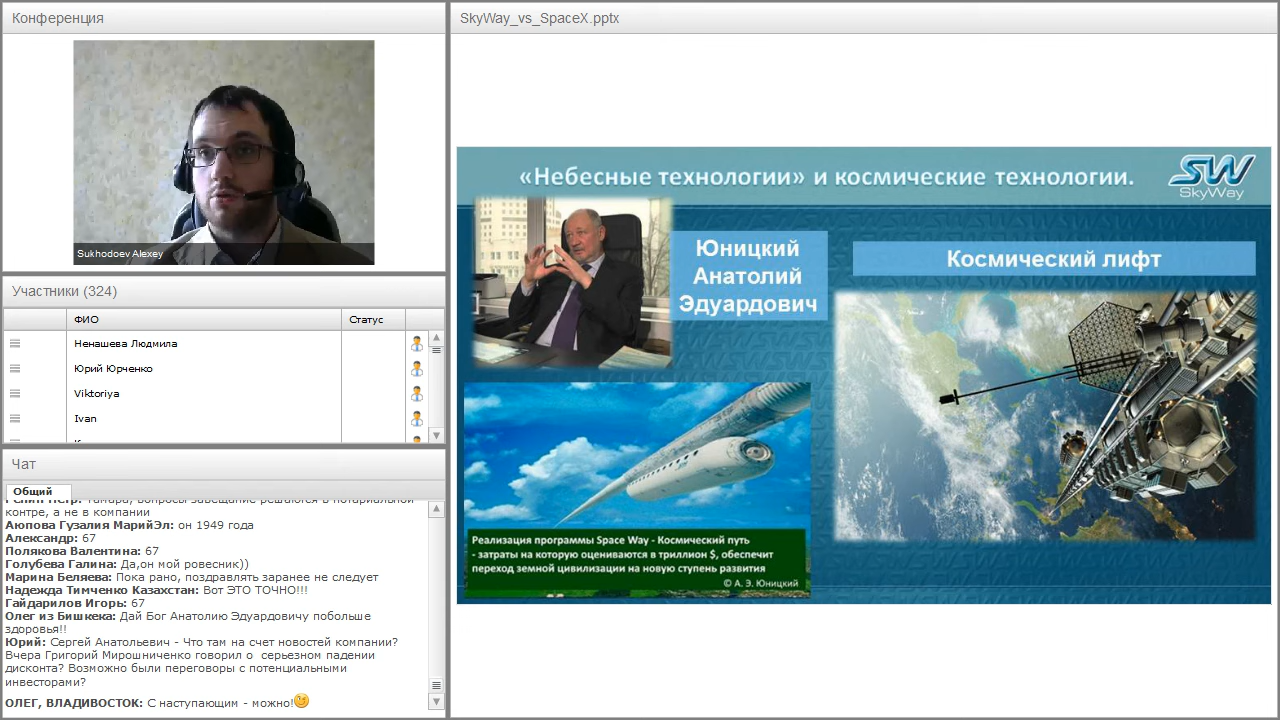 Конференция
Sukhodoev Alexey
Участники (324)
ФИО
Статус
Ненашева Людмила
Юрий Юрченко
Viktoriya
Ivan
Чат
Общий
контре, а не в компании
Аюпова Гузалия МарийЭл: он 1949 года
Александр: 67
Полякова Валентина: 67
Голубева Галина: Да,он мой ровесник))
Марина Беляева: Пока рано, поздравлять заранее не следует
Надежда Тимченко Казахстан: Вот ЭТО ТОЧНО!!!
Гайдарилов Игорь: 67
Олег из Бишкека: Дай Бог Анатолию Эдуардовичу побольше
здоровья!!
Юрий: Сергей Анатольевич - Что там на счет новостей компании?
Вчера Григорий Мирошниченко говорил о серьезном падении
дисконта? Возможно были переговоры с потенциальными
инвесторами?
ОЛЕГ, ВЛАДИВОСТОК: С наступающим - можно!
SkyWay_vs_SpaceX.pptx
«Небесные технологии» и космические технологии.
SW
SkyWay
Юницкий
Анатолий
Эдуардович
Космический лифт
Реализация программы Space Way - Космический путь
- затраты на которую оцениваются в триллион $, обеспечит
переход земной цивилизации на новую ступень развития
© А. Э. Юницкий